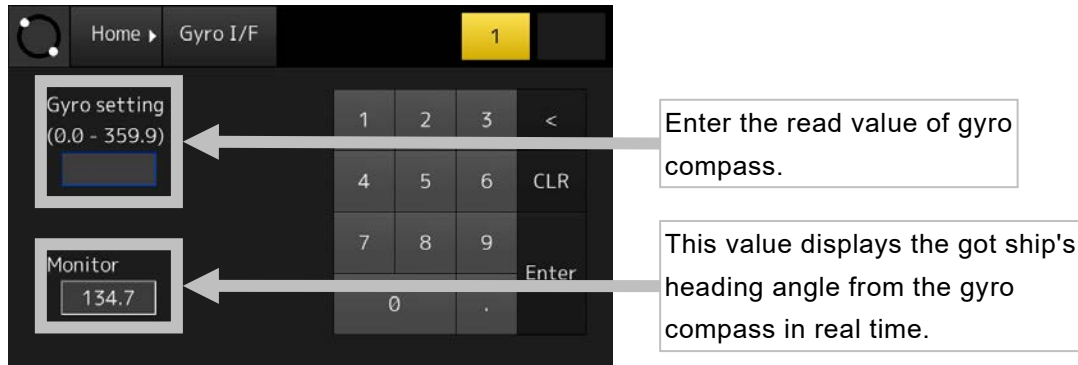 Home ▸ Gyro I/F 1
Gyro setting
(0.0 - 359.9)
1 2 3 <
4 5 6 CLR
7 8 9
Enter
0 .
Monitor
134.7
Enter the read value of gyro
compass.
This value displays the got ship's
heading angle from the gyro
compass in real time.